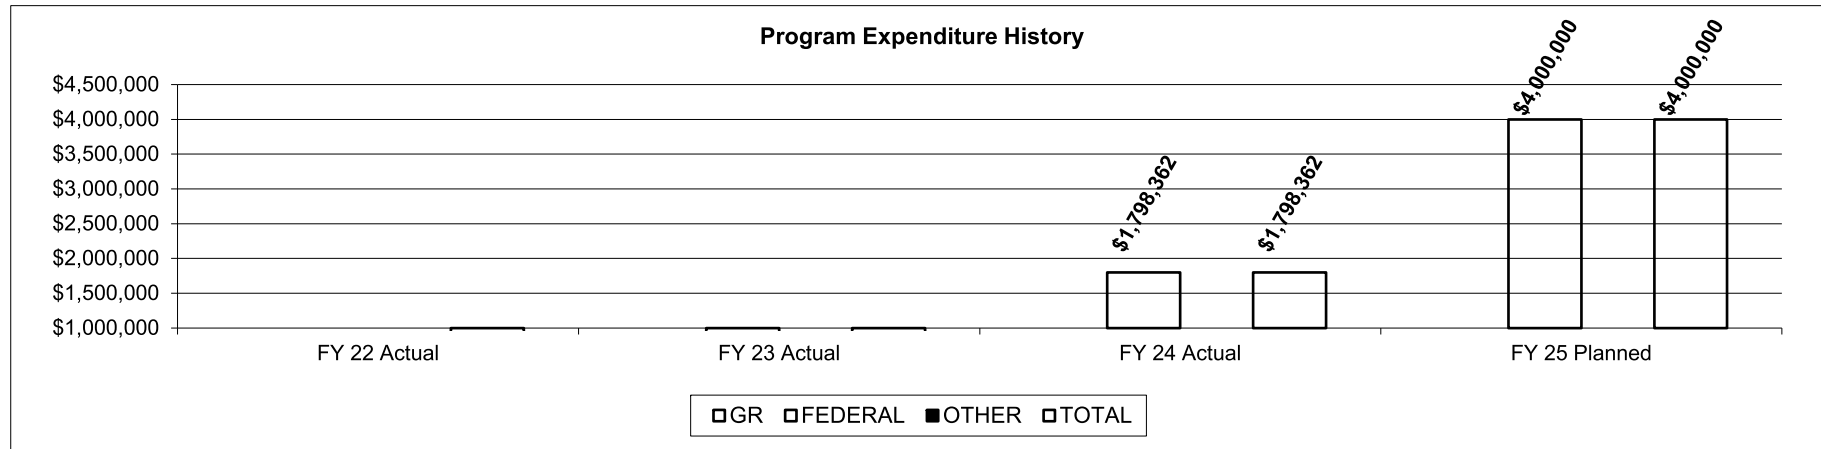 Program Expenditure History
$4,500,000
$4,000,000
$3,500,000
$3,000,000
$2,500,000
$2,000,000
$1,500,000
$1,000,000
$1,798,362
$1,798,362
$4,000,000
$4,000,000
FY 22 Actual
FY 23 Actual
FY 24 Actual
FY 25 Planned
GR FEDERAL OTHER TOTAL